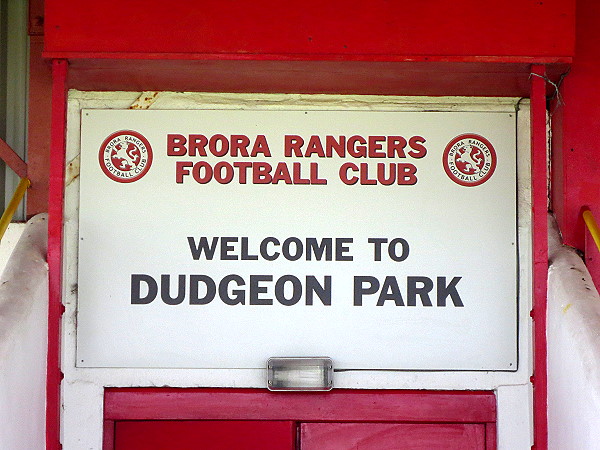 BRORA RANGERS
FOOTBALL CLUB
BRORA RANGERS
FOOTBALL CLUB
BRORA RANGERS
FOOTBALL CLUB
WELCOME TO
DUDGEON PARK